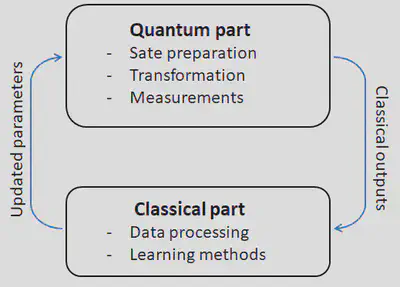 Quantum part
- Sate preparation
- Transformation
- Measurements
Updated parameters
Classical outputs
Classical part
- Data processing
- Learning methods